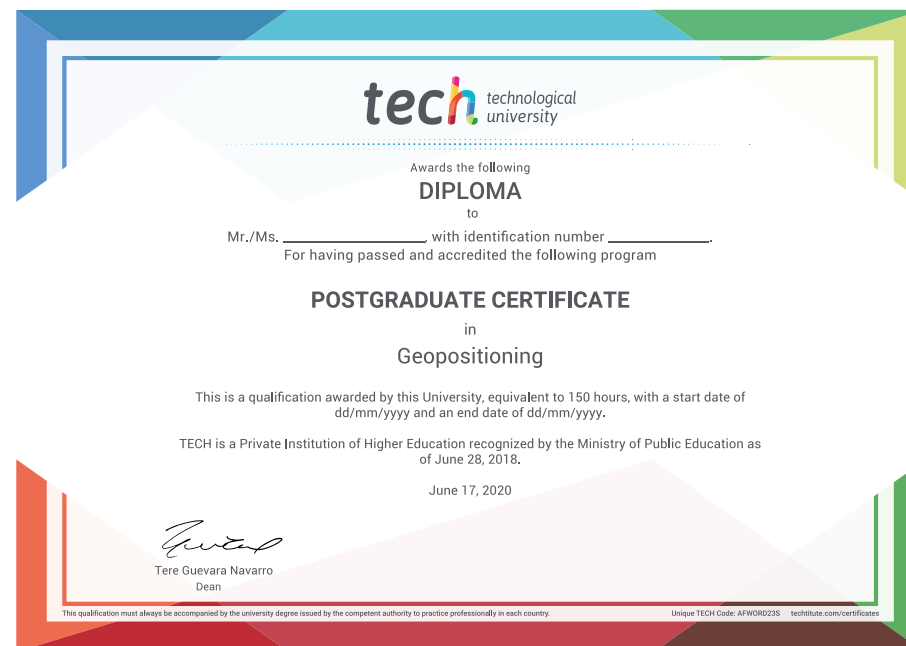 tech technological
university
Awards the following
DIPLOMA
to
Mr./Ms. ____________, with identification number ____________.
For having passed and accredited the following program
POSTGRADUATE CERTIFICATE
in
Geopositioning
This is a qualification awarded by this University, equivalent to 150 hours, with a start date of
dd/mm/yyyy and an end date of dd/mm/yyyy.
TECH is a Private Institution of Higher Education recognized by the Ministry of Public Education as
of June 28, 2018.
June 17, 2020
Tere Guevara Navarro
Dean
This qualification must always be accompanied by the university degree issued by the competent authority to practice professionally in each country.
Unique TECH Code: AFWORD23S techtitute.com/certificates